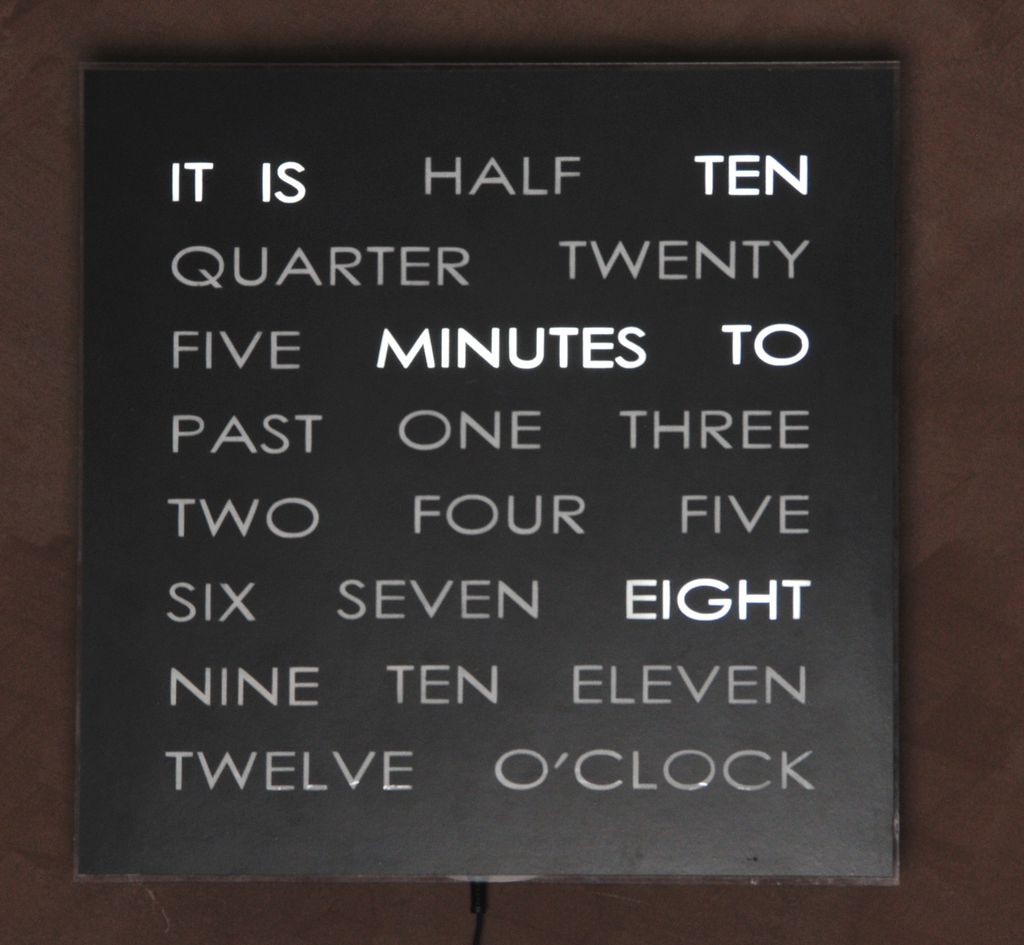 IT IS HALF TEN
QUARTER TWENTY
FIVE MINUTES TO
PAST ONE THREE
TWO FOUR FIVE
SIX SEVEN EIGHT
NINE TEN ELEVEN
TWELVE O'CLOCK